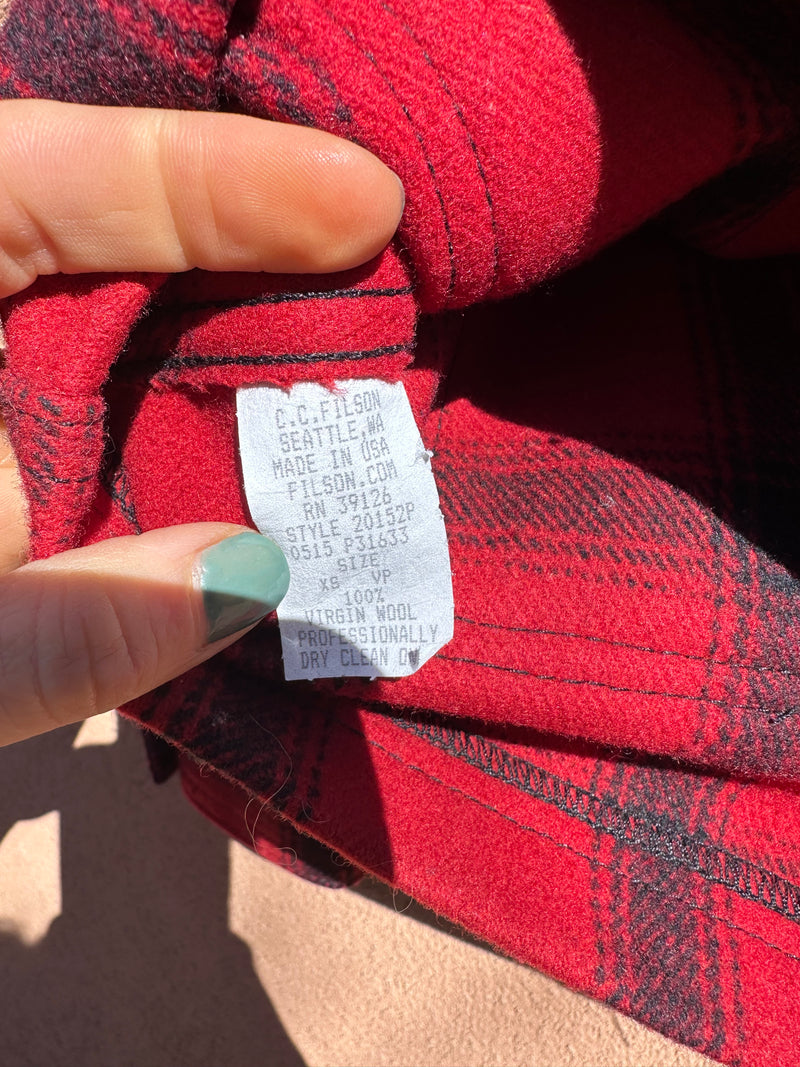 C.C.FILSON
SEATTLE,WA
MADE IN USA
FILSON.COM
RN 39126
STYLE 20152P
0515 P31633
SIZE
XS VP
100%
VIRGIN WOOL
PROFESSIONALLY
DRY CLEAN